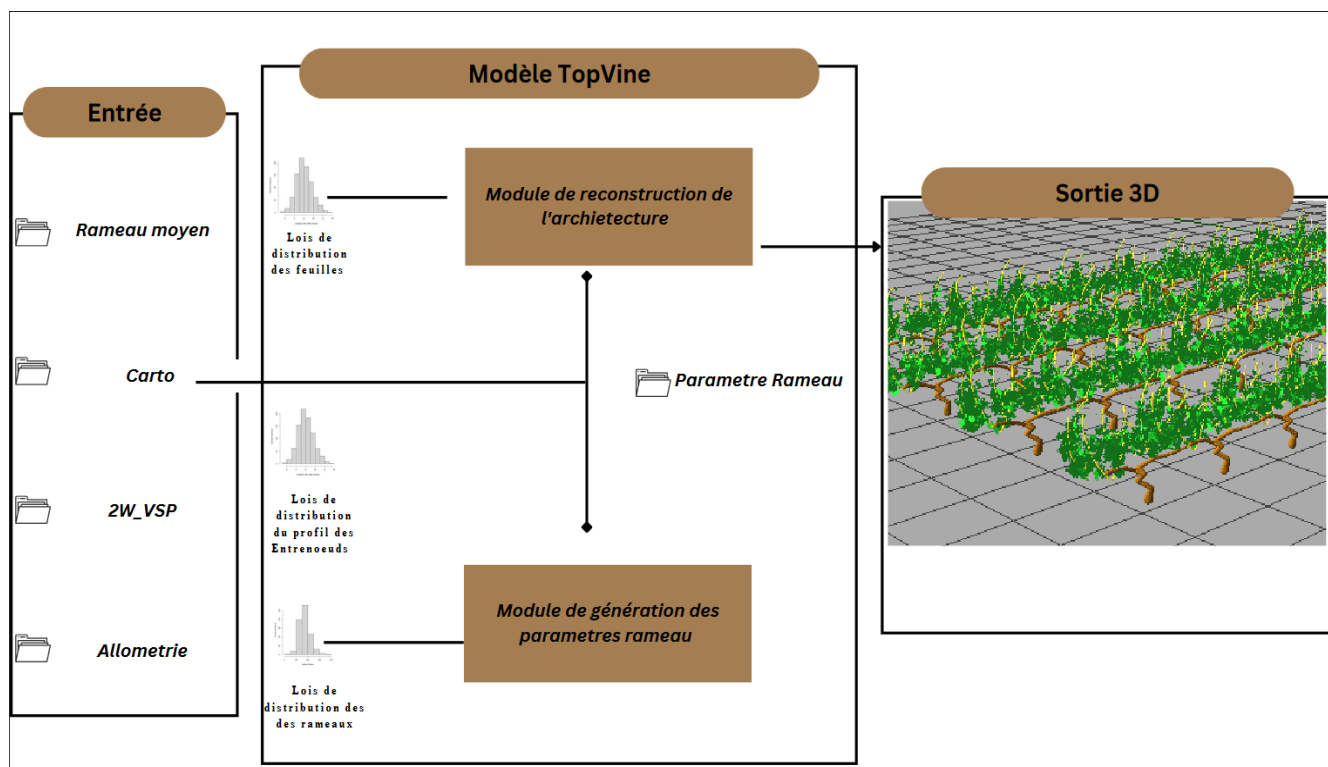 Modèle TopVine
Entrée
Sortie 3D
Rameau moyen
Carto
2W_VSP
Allometrie
Lois de
distribution
des feuilles
Module de reconstruction de
l'archietecture
Parametre Rameau
Lois de
distribution
du profil des
Entrenoeuds
Module de génération des
parametres rameau
Lois de
distribution des
des rameaux